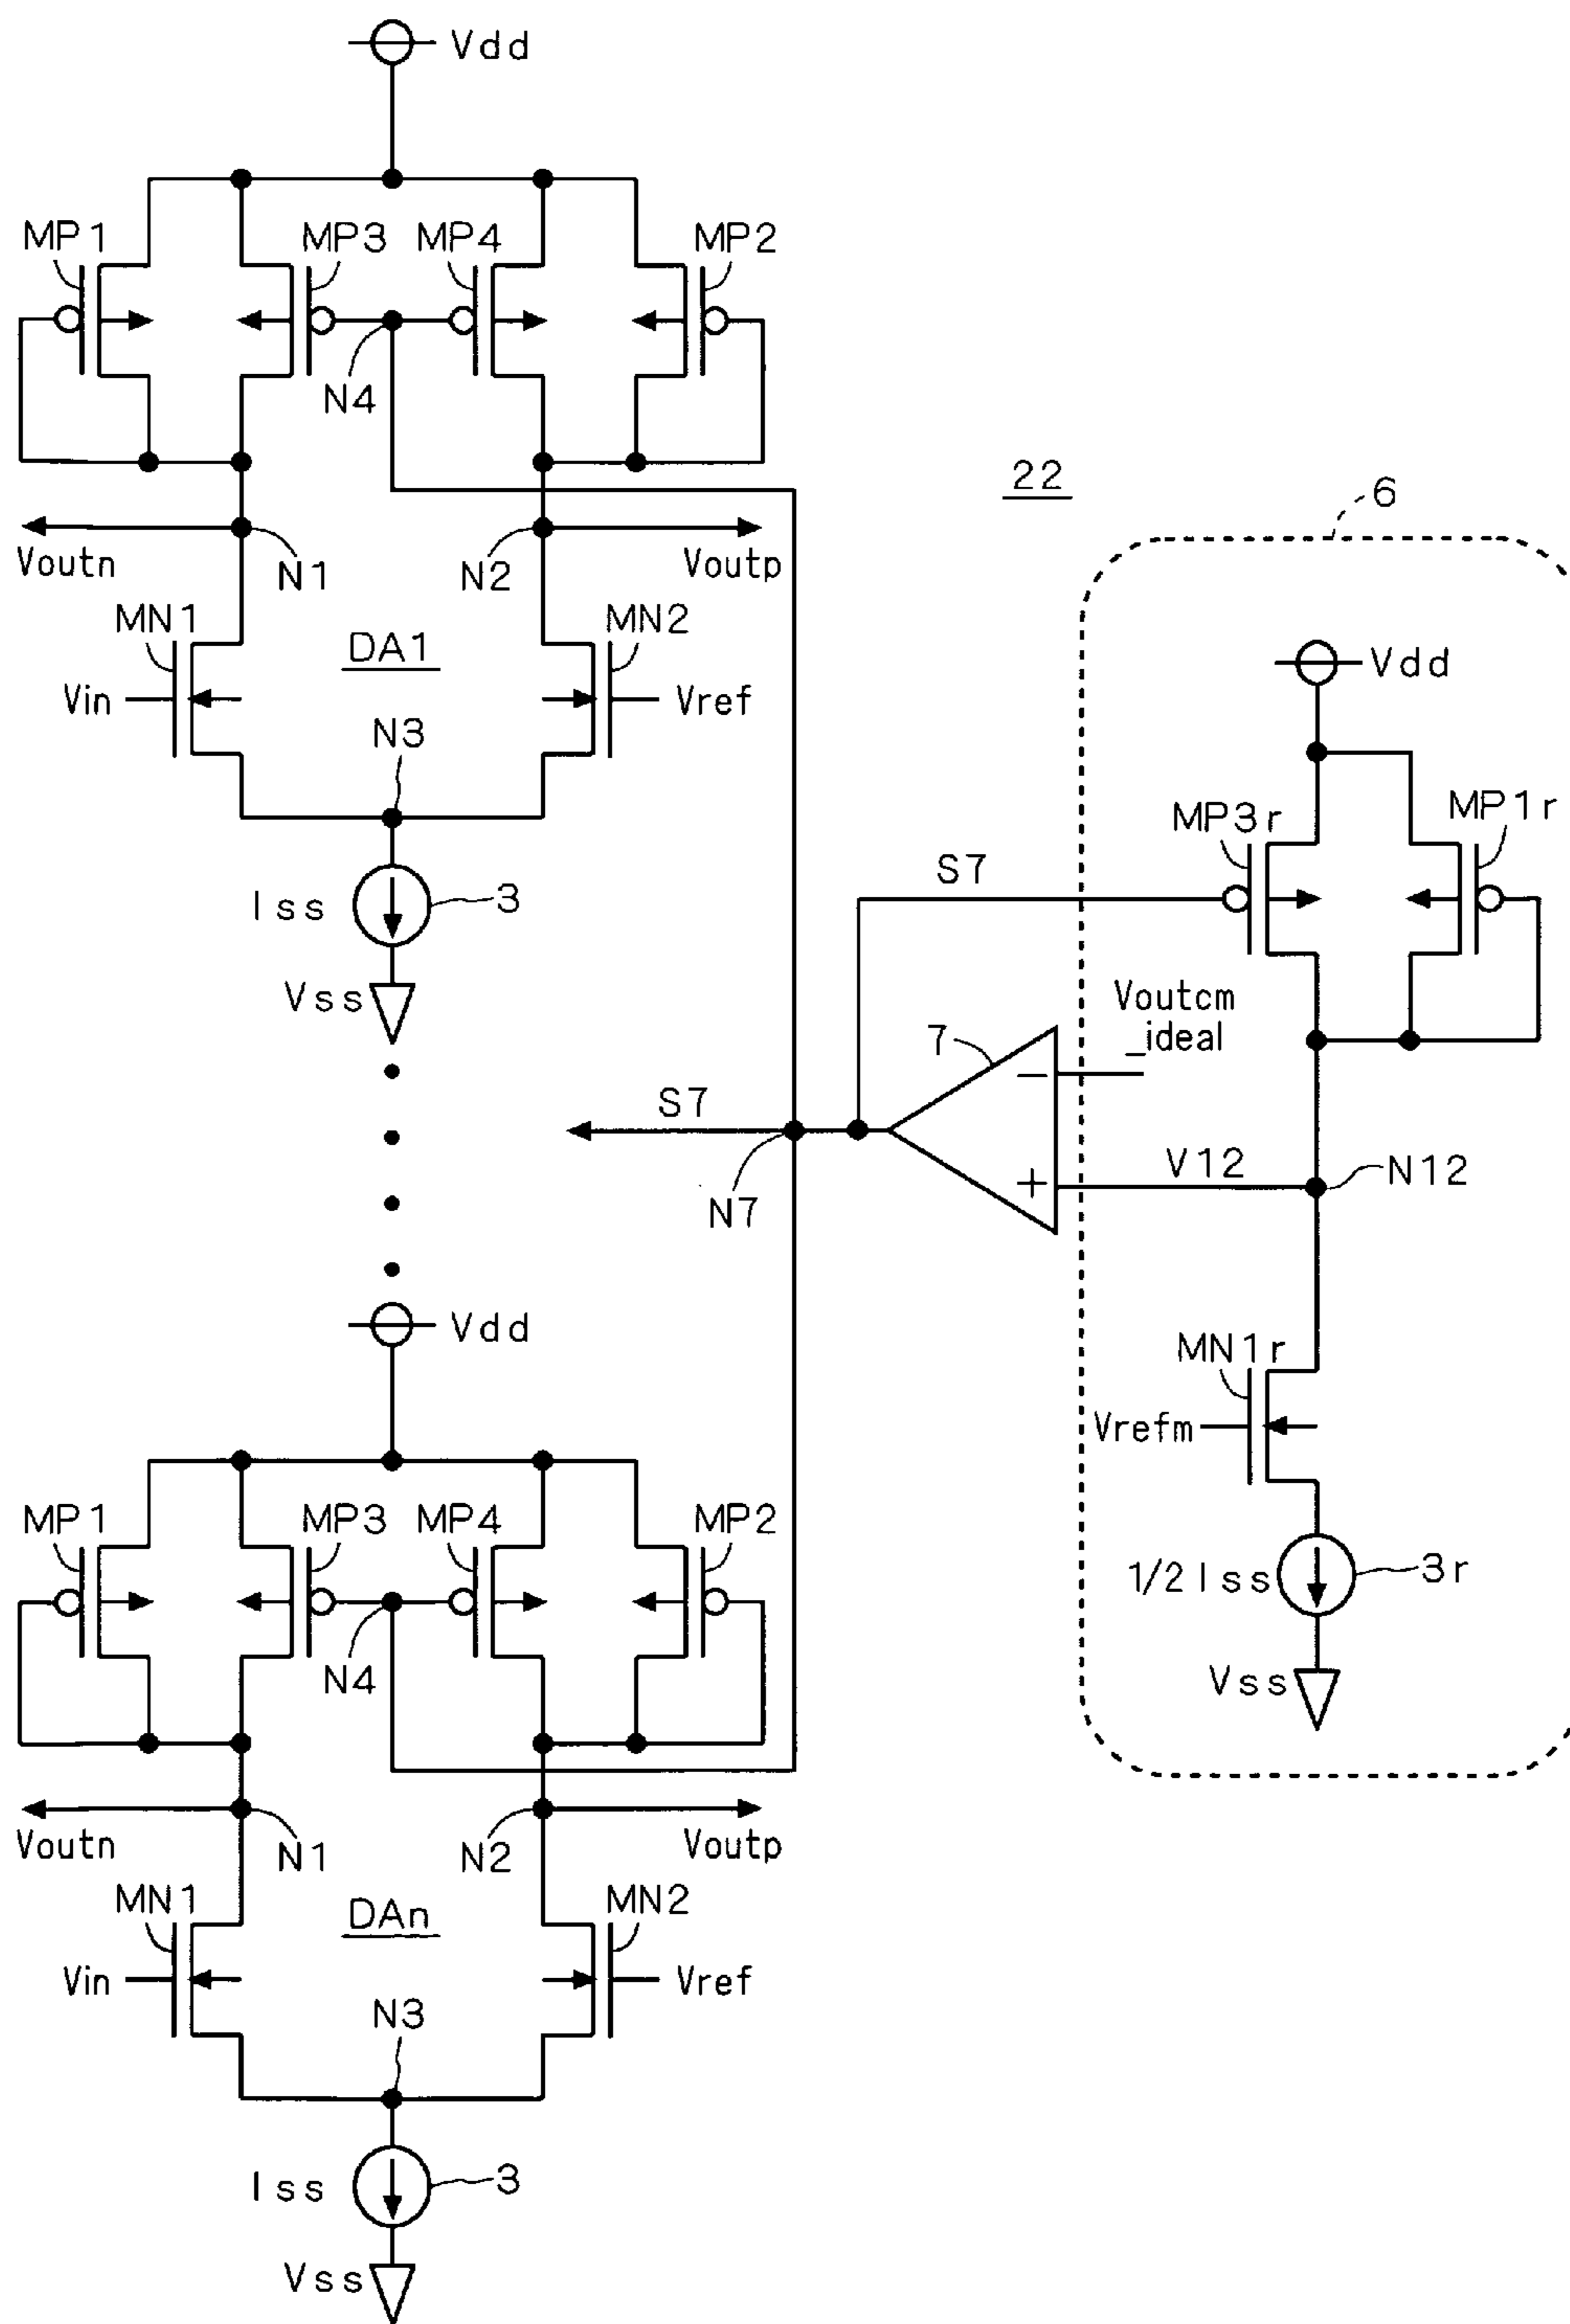 Vdd
MP1
MP3
MP4
MP2
N4
22
6
Voutn
N1
N2
Voutp
MN1
DA1
MN2
Vin
Vref
N3
Iss
3
Vss
Vdd
MP3r
MP1r
S7
Voutcm
_ideal
7
−
S7
V12
N12
+
N7
Vdd
MN1r
Vrefm
1/2Iss
3r
Vss
MP1
MP3
MP4
MP2
N4
Voutn
N1
N2
Voutp
MN1
DAn
MN2
Vin
Vref
N3
Iss
3
Vss